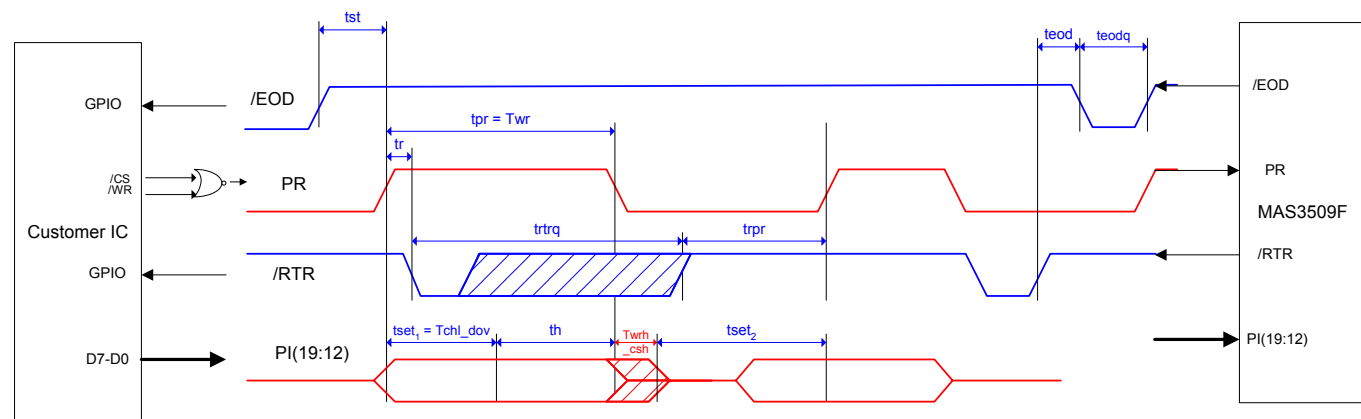 tst
teod
teodq
GPIO
/EOD
/EOD
tpr = Twr
tr
/CS
/WR
PR
PR
Customer IC
MAS3509F
trtrq
trpr
GPIO
/RTR
/RTR
tset₁ = Tchl_dov
th
Twrh
_csh
tset₂
D7-D0
PI(19:12)
PI(19:12)